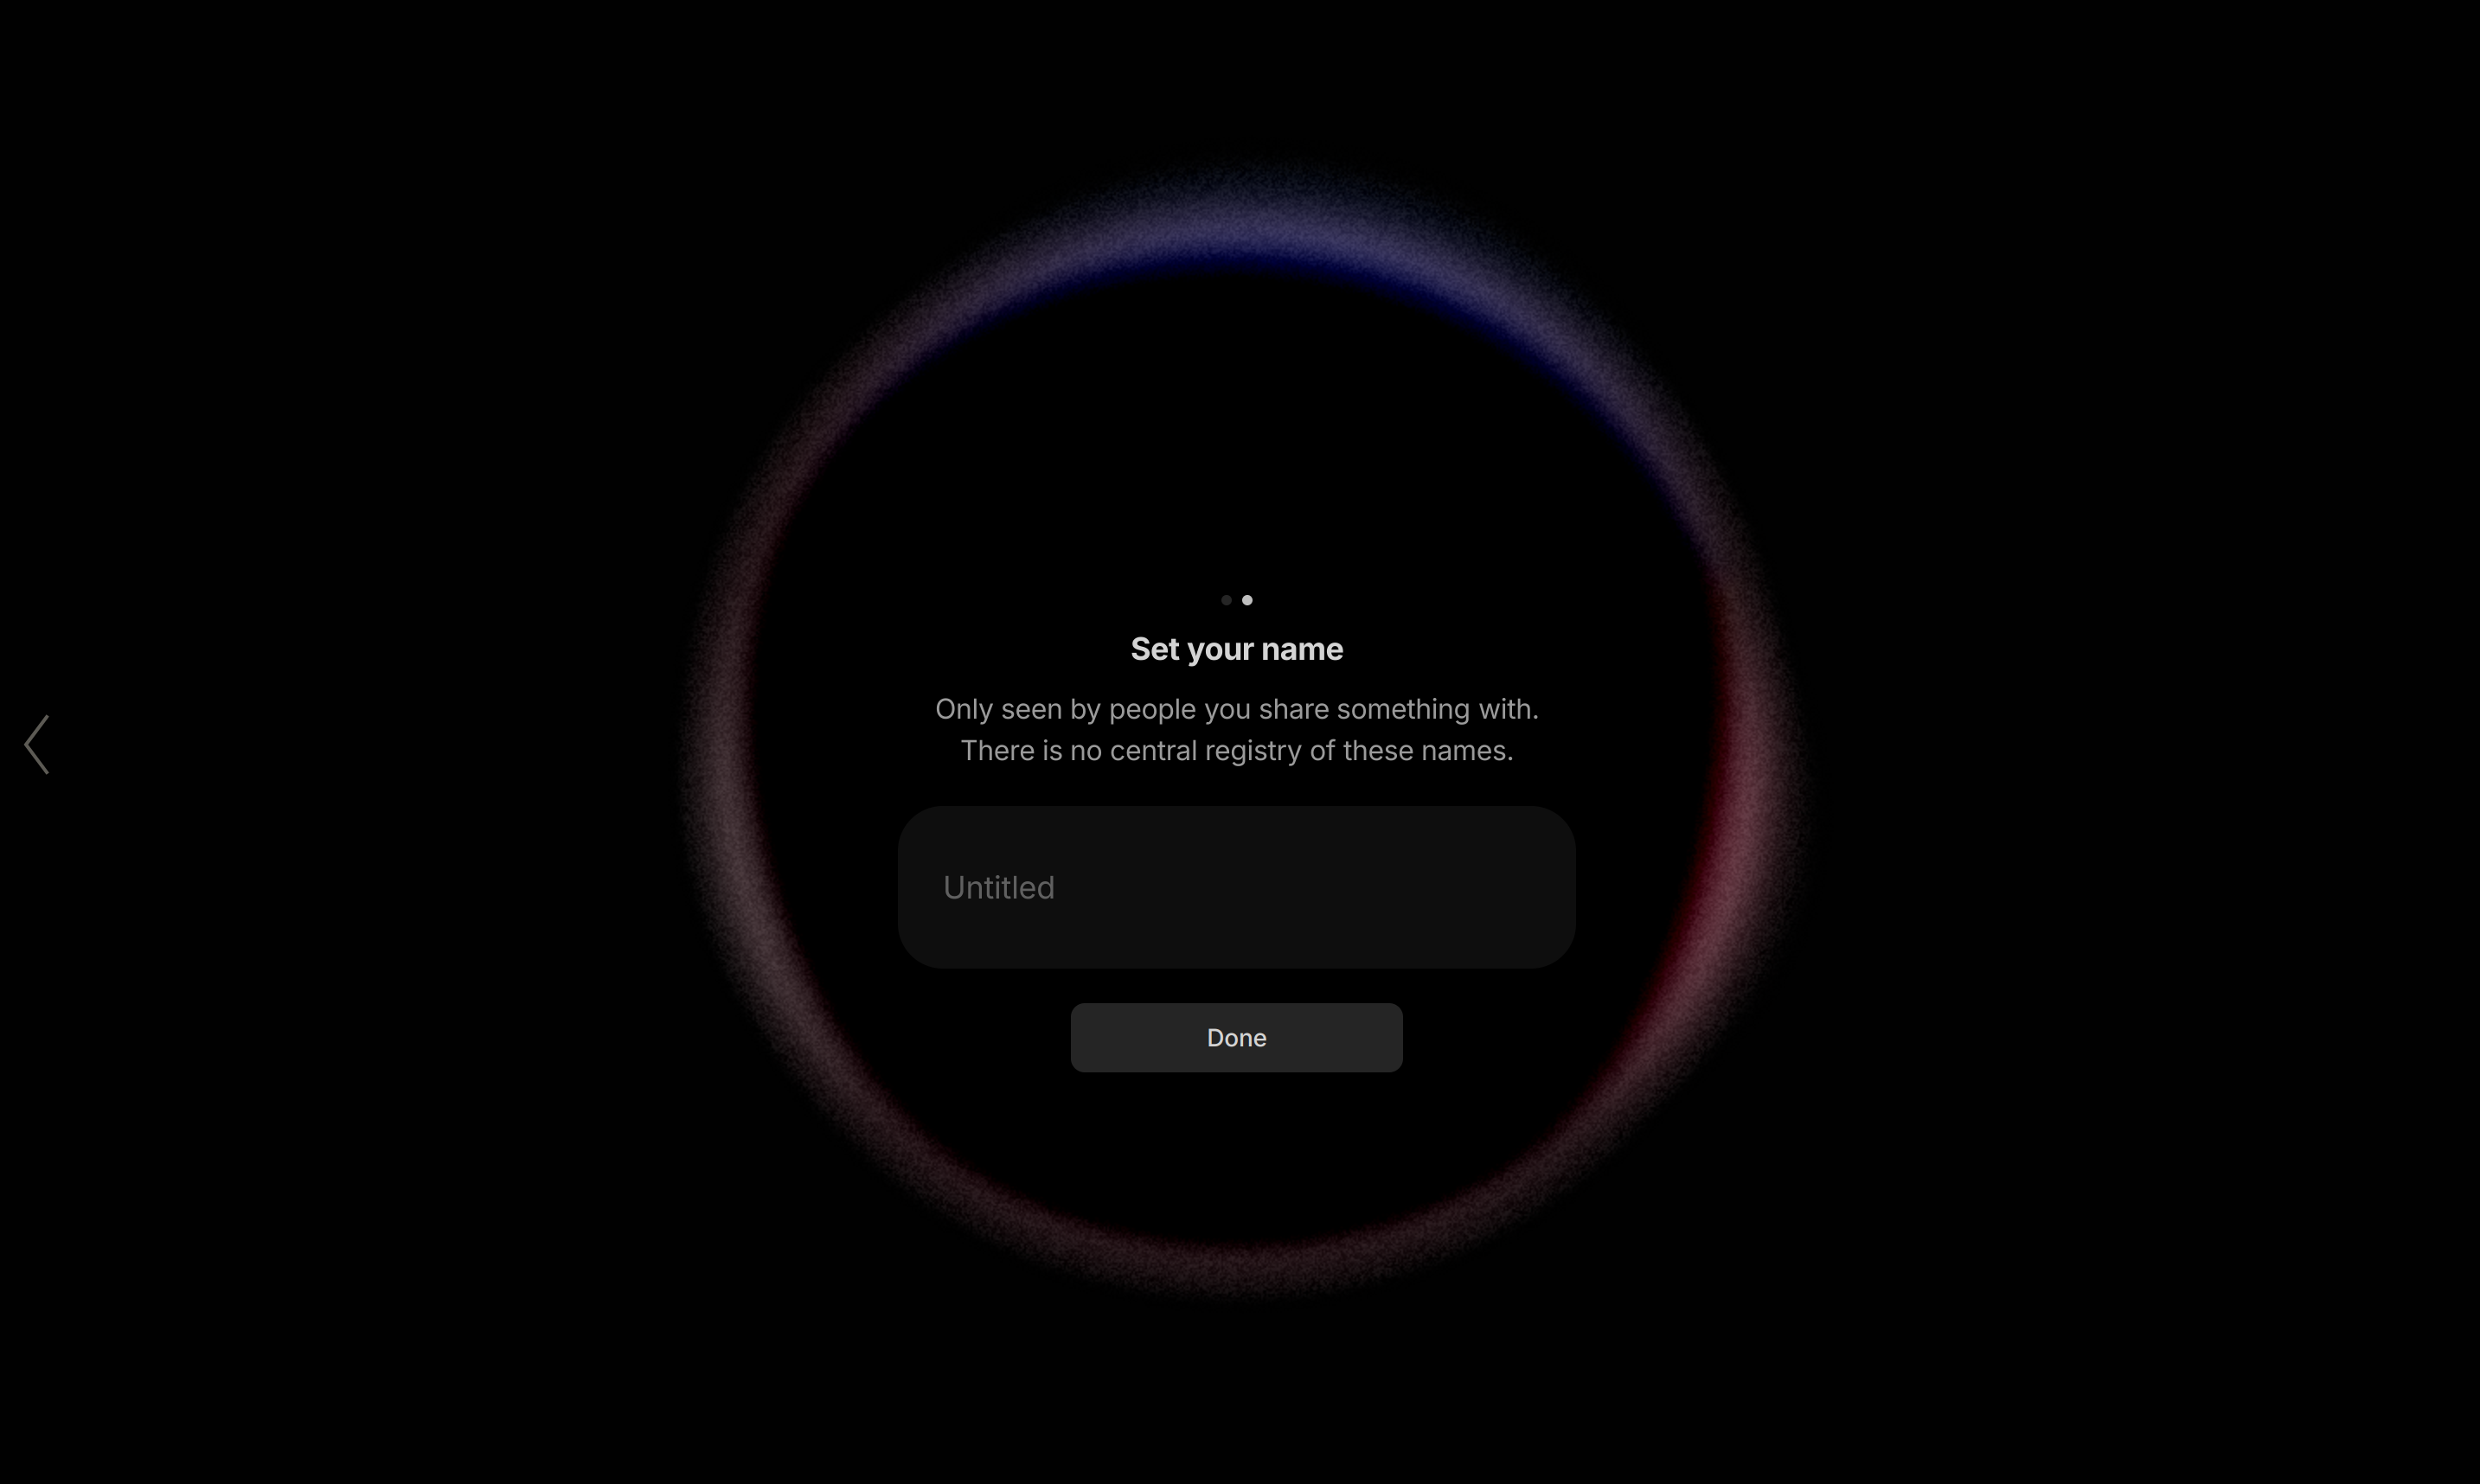 Set your name
Only seen by people you share something with.
There is no central registry of these names.
Untitled
Done